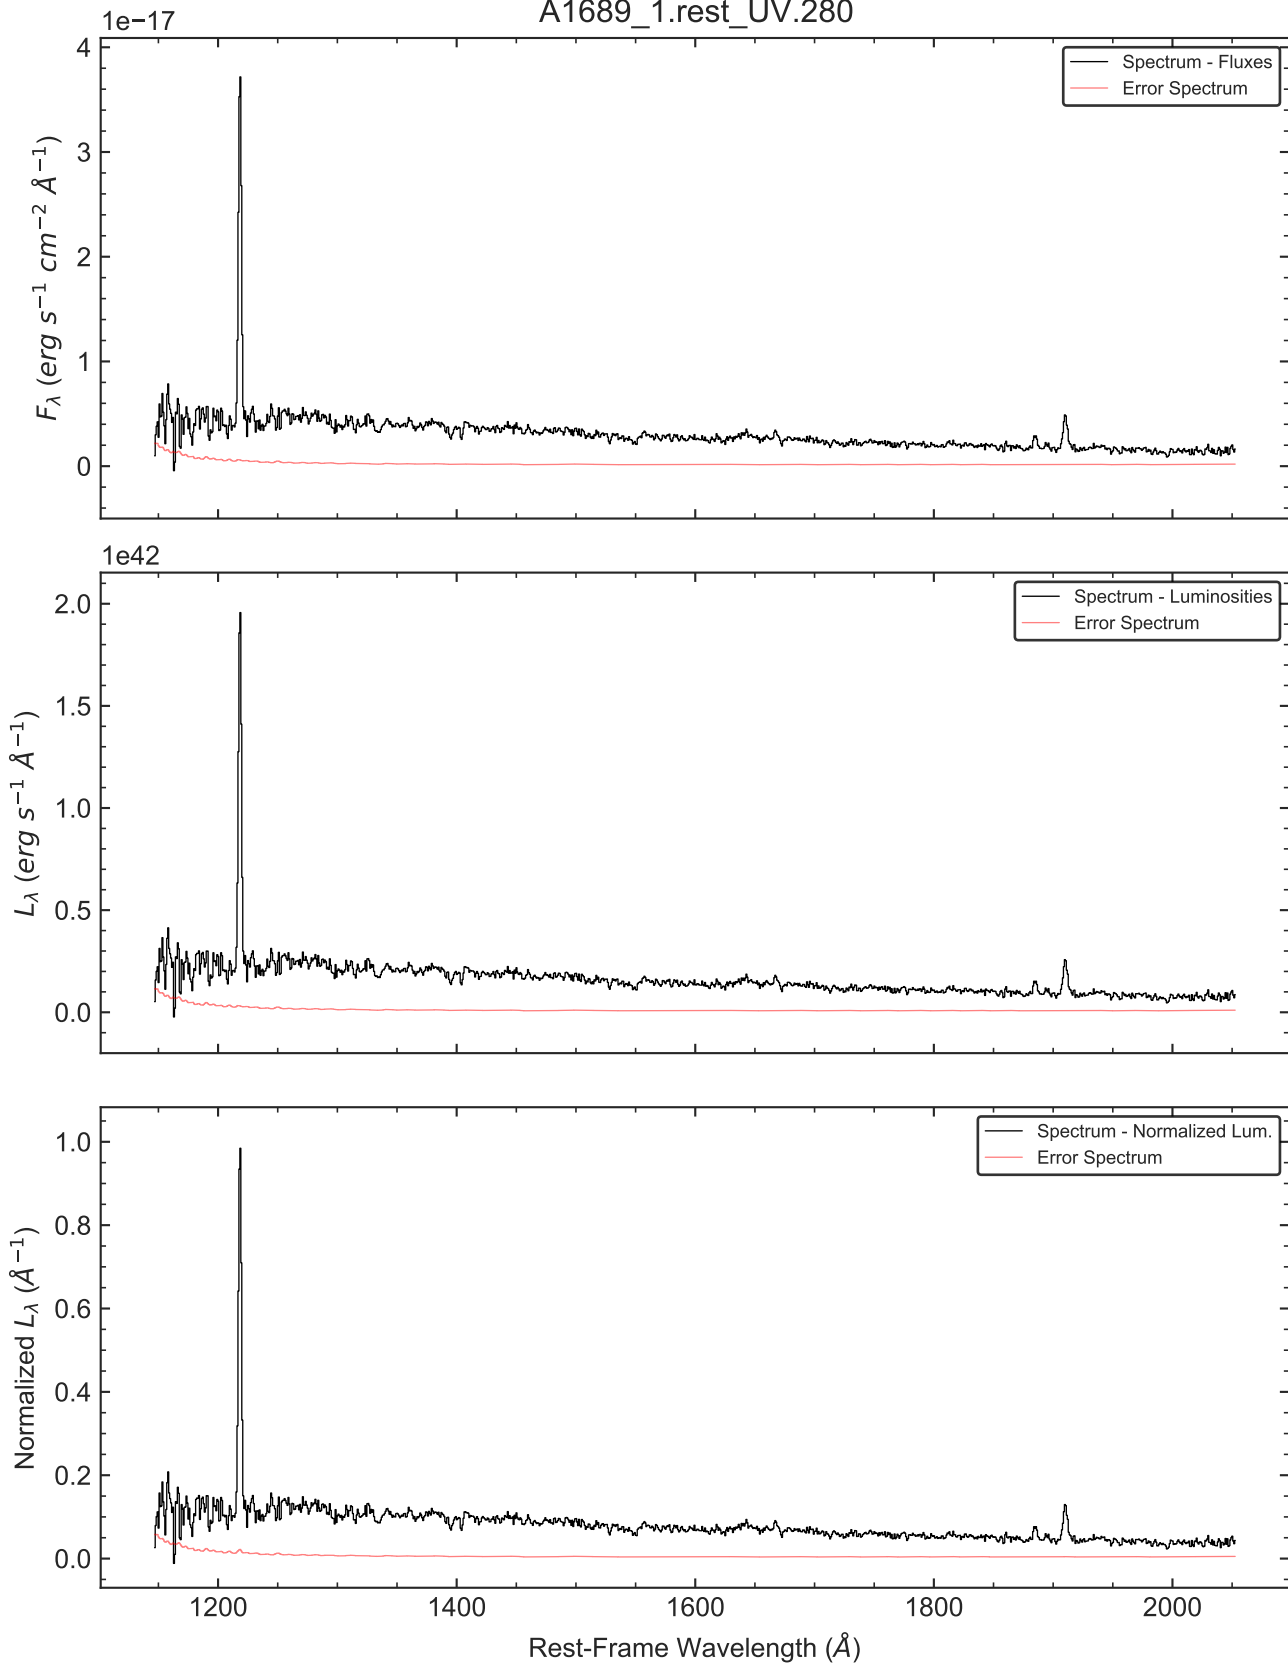 A1689_1.rest_UV.280
1e−17
4
3
2
1
0
F_λ (erg s⁻¹ cm⁻² Å⁻¹)
Spectrum - Fluxes
Error Spectrum
1e42
2.0
1.5
1.0
0.5
0.0
L_λ (erg s⁻¹ Å⁻¹)
Spectrum - Luminosities
Error Spectrum
1.0
0.8
0.6
0.4
0.2
0.0
Normalized L_λ (Å⁻¹)
Spectrum - Normalized Lum.
Error Spectrum
1200 1400 1600 1800 2000
Rest-Frame Wavelength (Å)